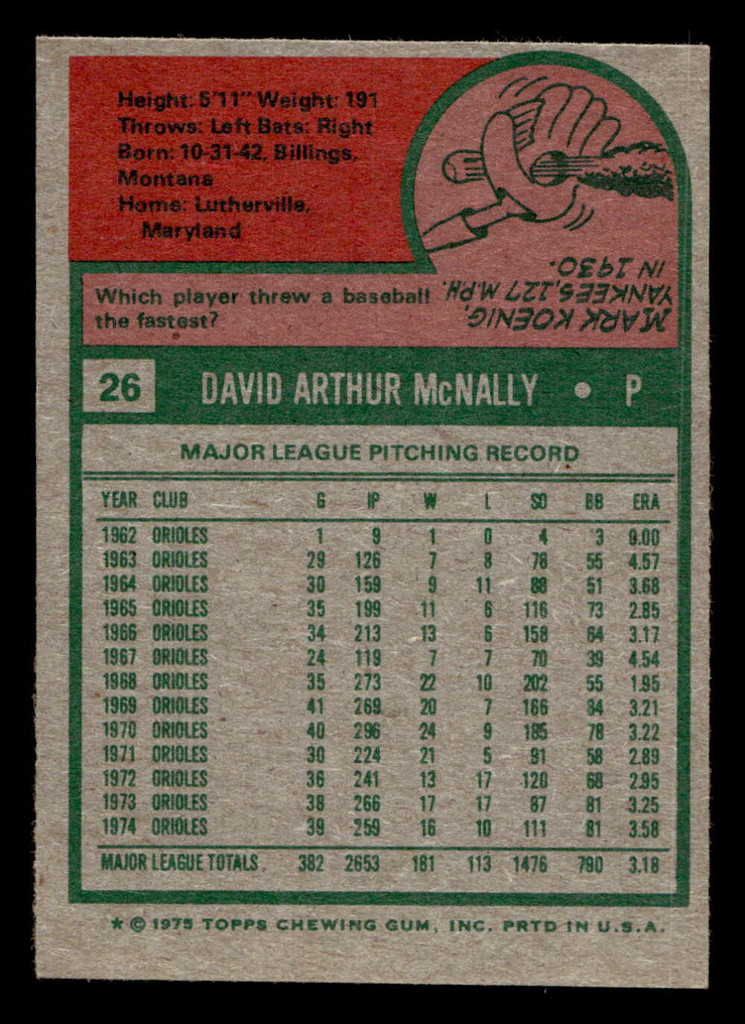 Height: 5'11" Weight: 191
Throws: Left Bats: Right
Born: 10-31-42, Billings,
Montana
Home: Lutherville,
Maryland
Which player threw a baseball
the fastest?
MARK KOENIG,
YANKEES, 127 M.P.H.
IN 1930.
26 DAVID ARTHUR McNALLY • P
MAJOR LEAGUE PITCHING RECORD
YEAR CLUB G IP W L SO BB ERA
1962 ORIOLES 1 9 1 0 4 3 0.00
1963 ORIOLES 29 126 7 8 78 55 4.57
1964 ORIOLES 30 159 9 11 88 51 3.68
1965 ORIOLES 35 199 11 6 116 73 2.85
1966 ORIOLES 34 213 13 6 158 64 3.17
1967 ORIOLES 24 119 7 7 70 39 4.54
1968 ORIOLES 35 273 22 10 202 55 1.95
1969 ORIOLES 41 269 20 7 166 84 3.21
1970 ORIOLES 40 296 24 9 185 78 3.22
1971 ORIOLES 30 224 21 5 91 58 2.89
1972 ORIOLES 36 241 13 17 120 68 2.95
1973 ORIOLES 38 266 17 17 87 81 3.25
1974 ORIOLES 39 259 16 10 111 81 3.58
MAJOR LEAGUE TOTALS 382 2653 181 113 1476 790 3.18
* © 1975 TOPPS CHEWING GUM, INC. PRTD IN U.S.A.